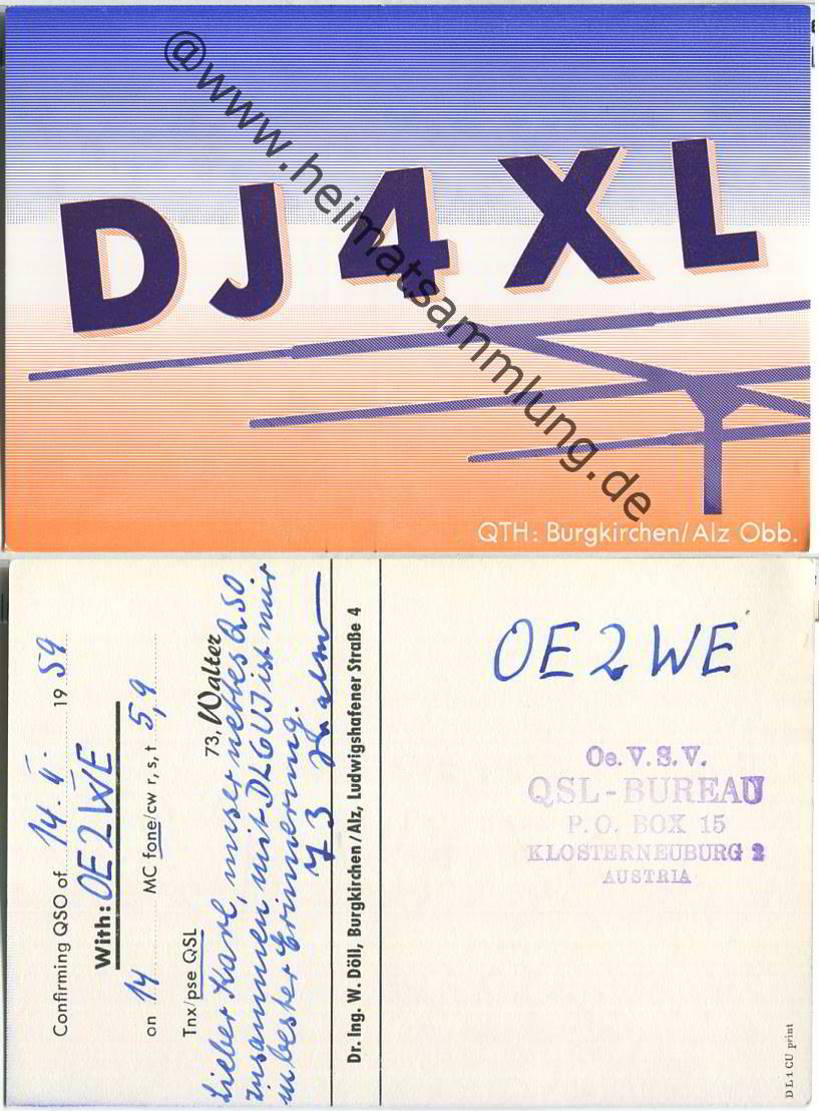 DJ4XL
@www.heimatsammlung.de
QTH: Burgkirchen/Alz Obb.
Confirming QSO of 14. II. 1959
With: OE2WE
on 14 MC fone/cw r, s, t 5,9
Tnx/pse QSL 73, Walter
Lieber Karl, unser nettes QSO
zusammen mit DL6UJ ist mir
in bester Erinnerung.
73
Dr. Ing. W. Döll, Burgkirchen/Alz, Ludwigshafener Straße 4
OE2WE
Oe. V. S. V.
QSL-BUREAU
P. O. BOX 15
KLOSTERNEUBURG 2
AUSTRIA
DL1CU print